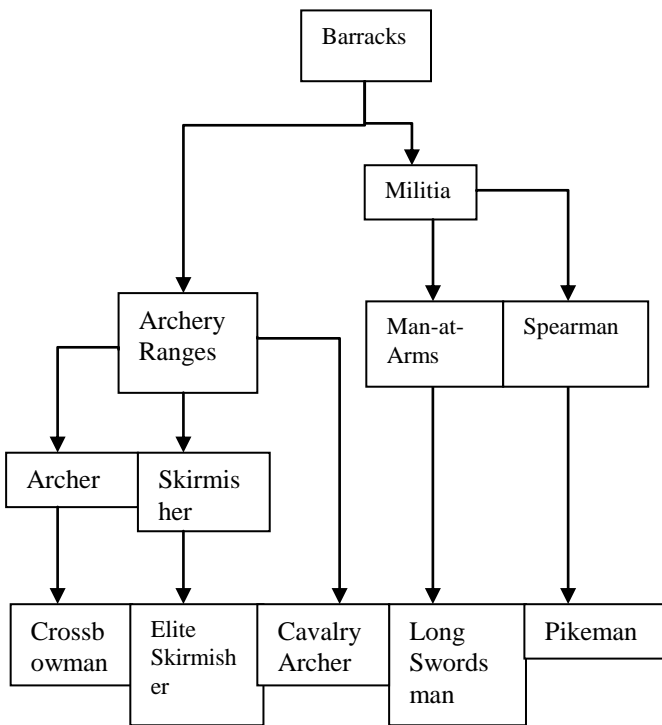 Barracks
Militia
Archery
Ranges
Man-at-
Arms
Spearman
Archer
Skirmis
her
Crossb
owman
Elite
Skirmish
er
Cavalry
Archer
Long
Swords
man
Pikeman